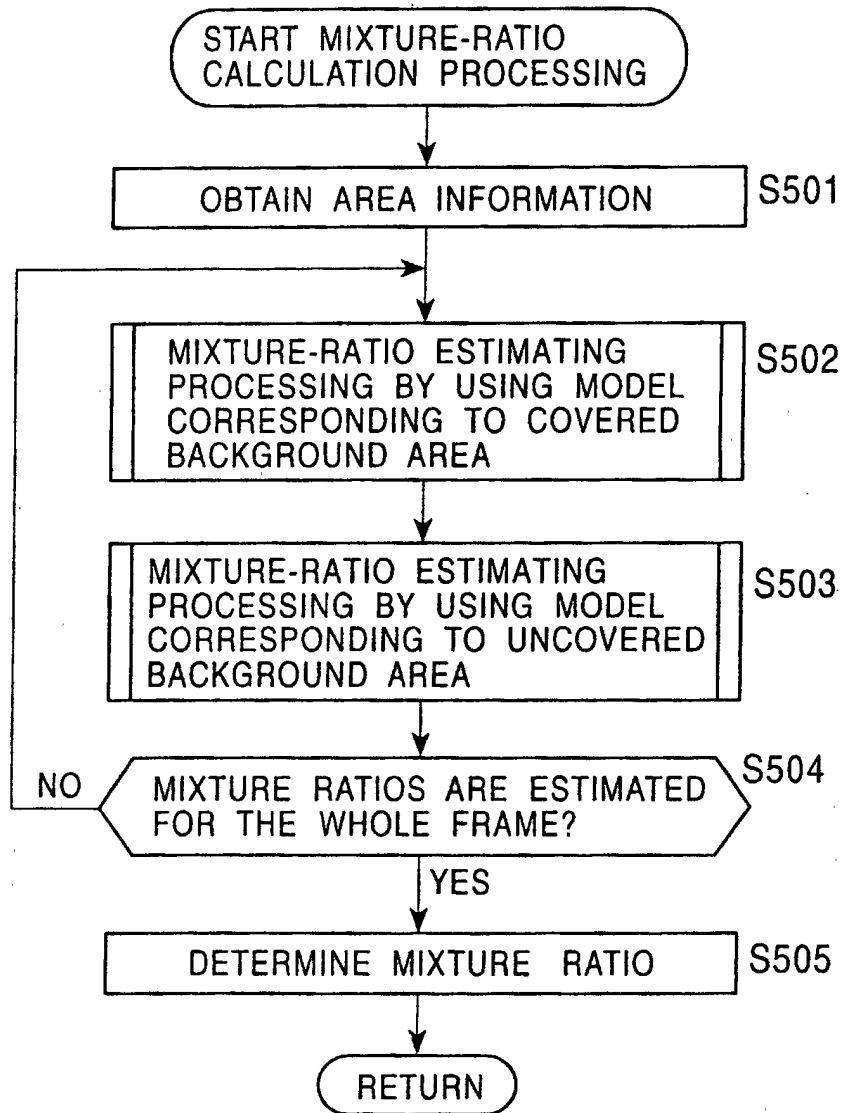 START MIXTURE-RATIO
CALCULATION PROCESSING
OBTAIN AREA INFORMATION
S501
MIXTURE-RATIO ESTIMATING
PROCESSING BY USING MODEL
CORRESPONDING TO COVERED
BACKGROUND AREA
S502
MIXTURE-RATIO ESTIMATING
PROCESSING BY USING MODEL
CORRESPONDING TO UNCOVERED
BACKGROUND AREA
S503
NO
MIXTURE RATIOS ARE ESTIMATED
FOR THE WHOLE FRAME?
S504
YES
DETERMINE MIXTURE RATIO
S505
RETURN